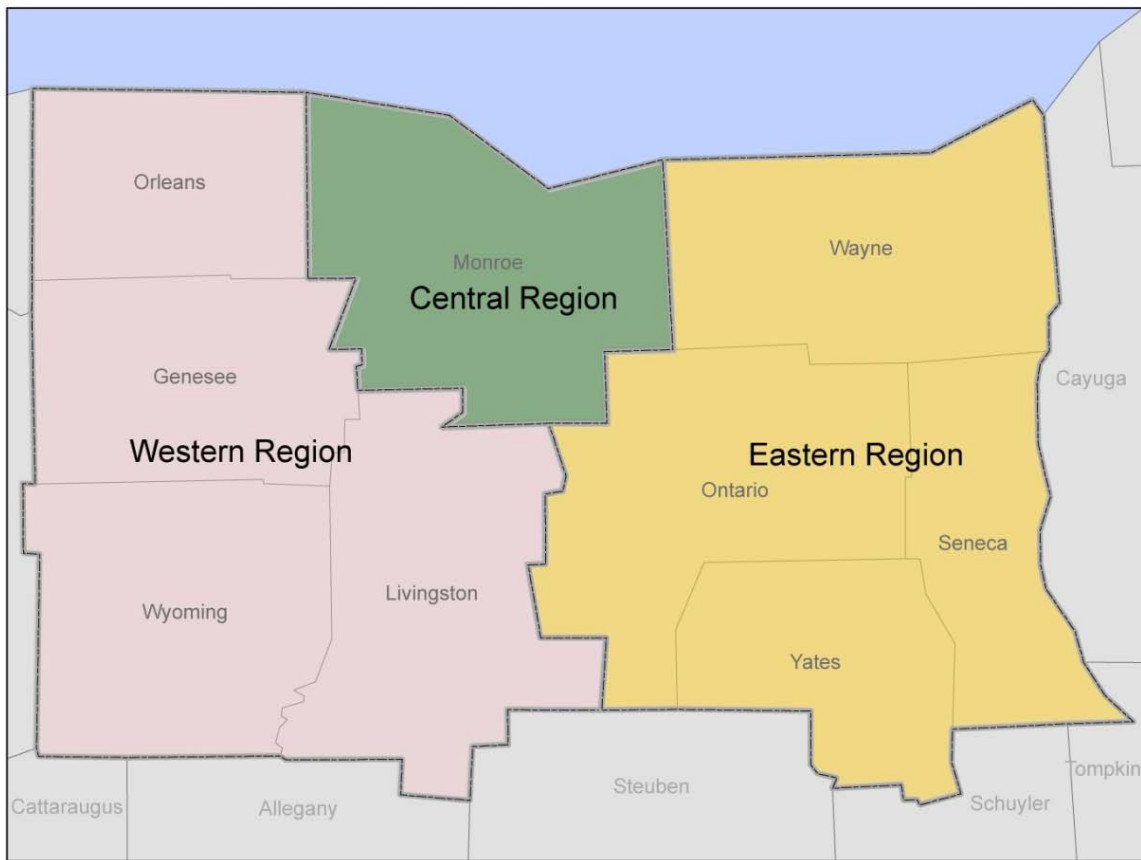 Orleans
Wayne
Monroe
Central Region
Genesee
Cayuga
Western Region
Eastern Region
Ontario
Seneca
Livingston
Wyoming
Yates
Steuben
Tompkin
Cattaraugus
Allegany
Schuyler